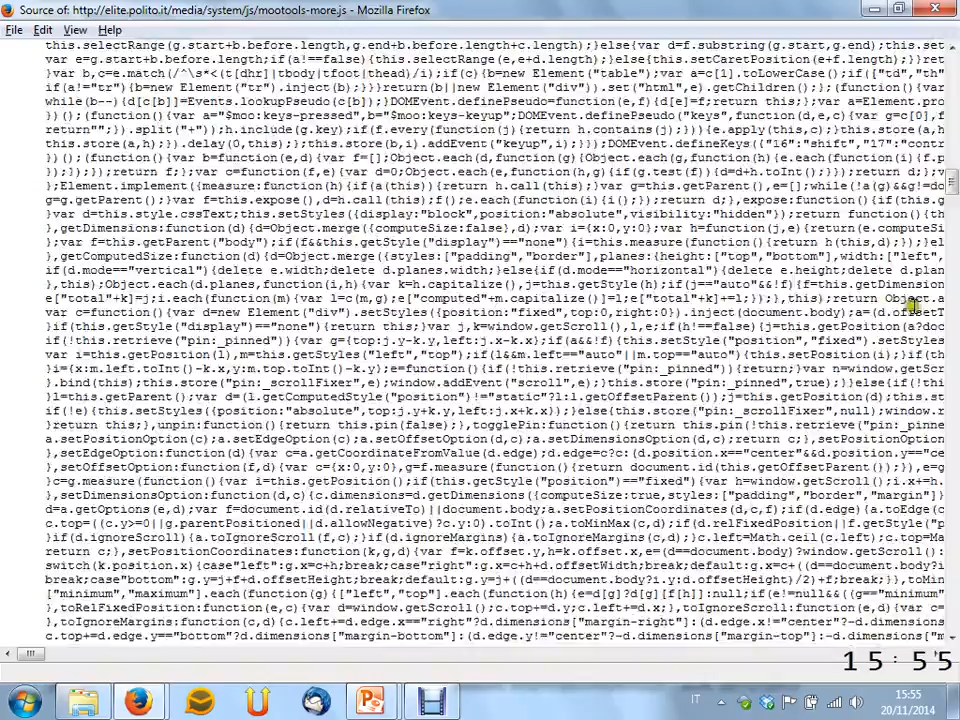 Source of: http://elite.polito.it/media/system/js/mootools-more.js - Mozilla Firefox
File Edit View Help
this.selectRange(g.start+b.before.length,g.end+b.before.length+c.length);}else{var d=f.substring(g.start,g.end);this.set
var e=g.start+b.before.length;if(a!==false){this.selectRange(e,e+d.length);}else{this.setCaretPosition(e+f.length);}}ret
var b,c=e.match(/^\s*<(t[dhr]|tbody|tfoot|thead)/i);if(c){b=new Element("table");var a=c[1].toLowerCase();if(["td","th"
if(a!="tr"){b=new Element("tr").inject(b);}}}return(b||new Element("div")).set("html",e).getChildren();};(function(){var
while(b--){d[c[b]]=Events.lookupPseudo(c[b]);}DOMEvent.definePseudo=function(e,f){d[e]=f;return this;};var a=Element.pro
})();(function(){var a="$moo:keys-pressed",b="$moo:keys-keyup";DOMEvent.definePseudo("keys",function(d,e,c){var g=c[0],f
return"";}).split("+"));h.include(g.key);if(f.every(function(j){return h.contains(j);})){e.apply(this,c);}this.store(a,h
this.store(a,h);}.delay(0,this);};this.store(b,i).addEvent("keyup",i);}});DOMEvent.defineKeys({"16":"shift","17":"contr
})();(function(){var b=function(e,d){var f=[];Object.each(d,function(g){Object.each(g,function(h){e.each(function(i){f.p
});});});return f;};var c=function(f,e){var d=0;Object.each(e,function(h,g){if(g.test(f)){d=d+h.toInt();}});return d;};v
};Element.implement({measure:function(h){if(a(this)){return h.call(this);}var g=this.getParent(),e=[];while(!a(g)&&g!=do
g=g.getParent();}var f=this.expose(),d=h.call(this);f();e.each(function(i){i();});return d;},expose:function(){if(this.g
}var d=this.style.cssText;this.setStyles({display:"block",position:"absolute",visibility:"hidden"});return function(){th
},getDimensions:function(d){d=Object.merge({computeSize:false},d);var i={x:0,y:0};var h=function(j,e){return(e.computeSi
};var f=this.getParent("body");if(f&&this.getStyle("display")=="none"){i=this.measure(function(){return h(this,d);});}el
},getComputedSize:function(d){d=Object.merge({styles:["padding","border"],planes:{height:["top","bottom"],width:["left",
if(d.mode=="vertical"){delete e.width;delete d.planes.width;}else{if(d.mode=="horizontal"){delete e.height;delete d.plan
},this);Object.each(d.planes,function(i,h){var k=h.capitalize(),j=this.getStyle(h);if(j=="auto"&&!f){f=this.getDimension
e["total"+k]=j;i.each(function(m){var l=c(m,g);e["computed"+m.capitalize()]=l;e["total"+k]+=l;});},this);return Object.a
var c=function(){var d=new Element("div").setStyles({position:"fixed",top:0,right:0}).inject(document.body);a=(d.offsetT
}if(this.getStyle("display")=="none"){return this;}var j,k=window.getScroll(),l,e;if(h!==false){j=this.getPosition(a?doc
if(!this.retrieve("pin:_pinned")){var g={top:j.y-k.y,left:j.x-k.x};if(a&&!f){this.setStyle("position","fixed").setStyles
var i=this.getPosition(l),m=this.getStyles("left","top");if(l&&m.left=="auto"||m.top=="auto"){this.setPosition(i);}if(th
i={x:m.left.toInt()-k.x,y:m.top.toInt()-k.y};e=function(){if(!this.retrieve("pin:_pinned")){return;}var n=window.getScr
}.bind(this);this.store("pin:_scrollFixer",e);window.addEvent("scroll",e);}this.store("pin:_pinned",true);}}else{if(!thi
l=this.getParent();var d=(l.getComputedStyle("position")!="static"?l:l.getOffsetParent());j=this.getPosition(d);this.sto
if(!e){this.setStyles({position:"absolute",top:j.y+k.y,left:j.x+k.x});}else{this.store("pin:_scrollFixer",null);window.r
}return this;},unpin:function(){return this.pin(false);},togglePin:function(){return this.pin(!this.retrieve("pin:_pinne
a.setPositionOption(c);a.setEdgeOption(c);a.setOffsetOption(d,c);a.setDimensionsOption(d,c);return c;},setPositionOption
},setEdgeOption:function(d){var c=a.getCoordinateFromValue(d.edge);d.edge=c?c:(d.position.x=="center"&&d.position.y=="ce
},setOffsetOption:function(f,d){var c={x:0,y:0},g=f.measure(function(){return document.id(this.getOffsetParent());}),e=g
}c=g.measure(function(){var i=this.getPosition();if(this.getStyle("position")=="fixed"){var h=window.getScroll();i.x+=h.
},setDimensionsOption:function(d,c){c.dimensions=d.getDimensions({computeSize:true,styles:["padding","border","margin"]}
d=a.getOptions(e,d);var f=document.id(d.relativeTo)||document.body;a.setPositionCoordinates(d,c,f);if(d.edge){a.toEdge(c
c.top=((c.y>=0||g.parentPositioned||d.allowNegative)?c.y:0).toInt();a.toMinMax(c,d);if(d.relFixedPosition||f.getStyle("p
}if(d.ignoreScroll){a.toIgnoreScroll(f,c);}if(d.ignoreMargins){a.toIgnoreMargins(c,d);}c.left=Math.ceil(c.left);c.top=Ma
return c;},setPositionCoordinates:function(k,g,d){var f=k.offset.y,h=k.offset.x,e=(d==document.body)?window.getScroll():
switch(k.position.x){case"left":g.x=c+h;break;case"right":g.x=c+h+d.offsetWidth;break;default:g.x=c+((d==document.body?i
break;case"bottom":g.y=j+f+d.offsetHeight;break;default:g.y=j+((d==document.body?i.y:d.offsetHeight)/2)+f;break;}},toMin
["minimum","maximum"].each(function(g){["left","top"].each(function(h){e=d[g]?d[g][f[h]]:null;if(e!=null&&((g=="minimum"
},toRelFixedPosition:function(e,c){var d=window.getScroll();c.top+=d.y;c.left+=d.x;},toIgnoreScroll:function(e,d){var c=
},toIgnoreMargins:function(c,d){c.left+=d.edge.x=="right"?d.dimensions["margin-right"]:(d.edge.x!="center"?-d.dimensions
c.top+=d.edge.y=="bottom"?d.dimensions["margin-bottom"]:(d.edge.y!="center"?-d.dimensions["margin-top"]:-d.dimensions["m
15:55
IT
15:55
20/11/2014